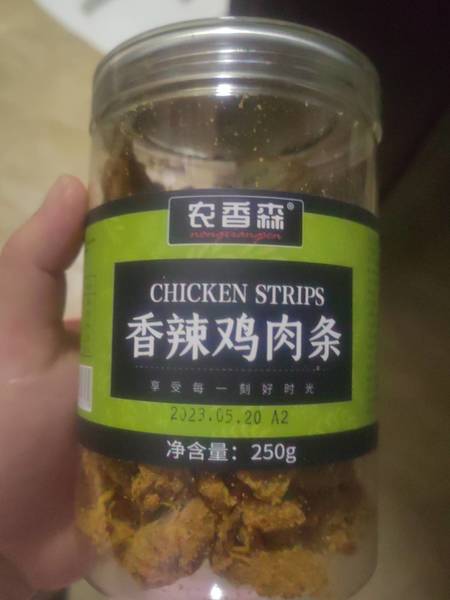 农香森®
CHICKEN STRIPS
香辣鸡肉条
享受每一刻好时光
2023.05.20 A2
净含量：250g